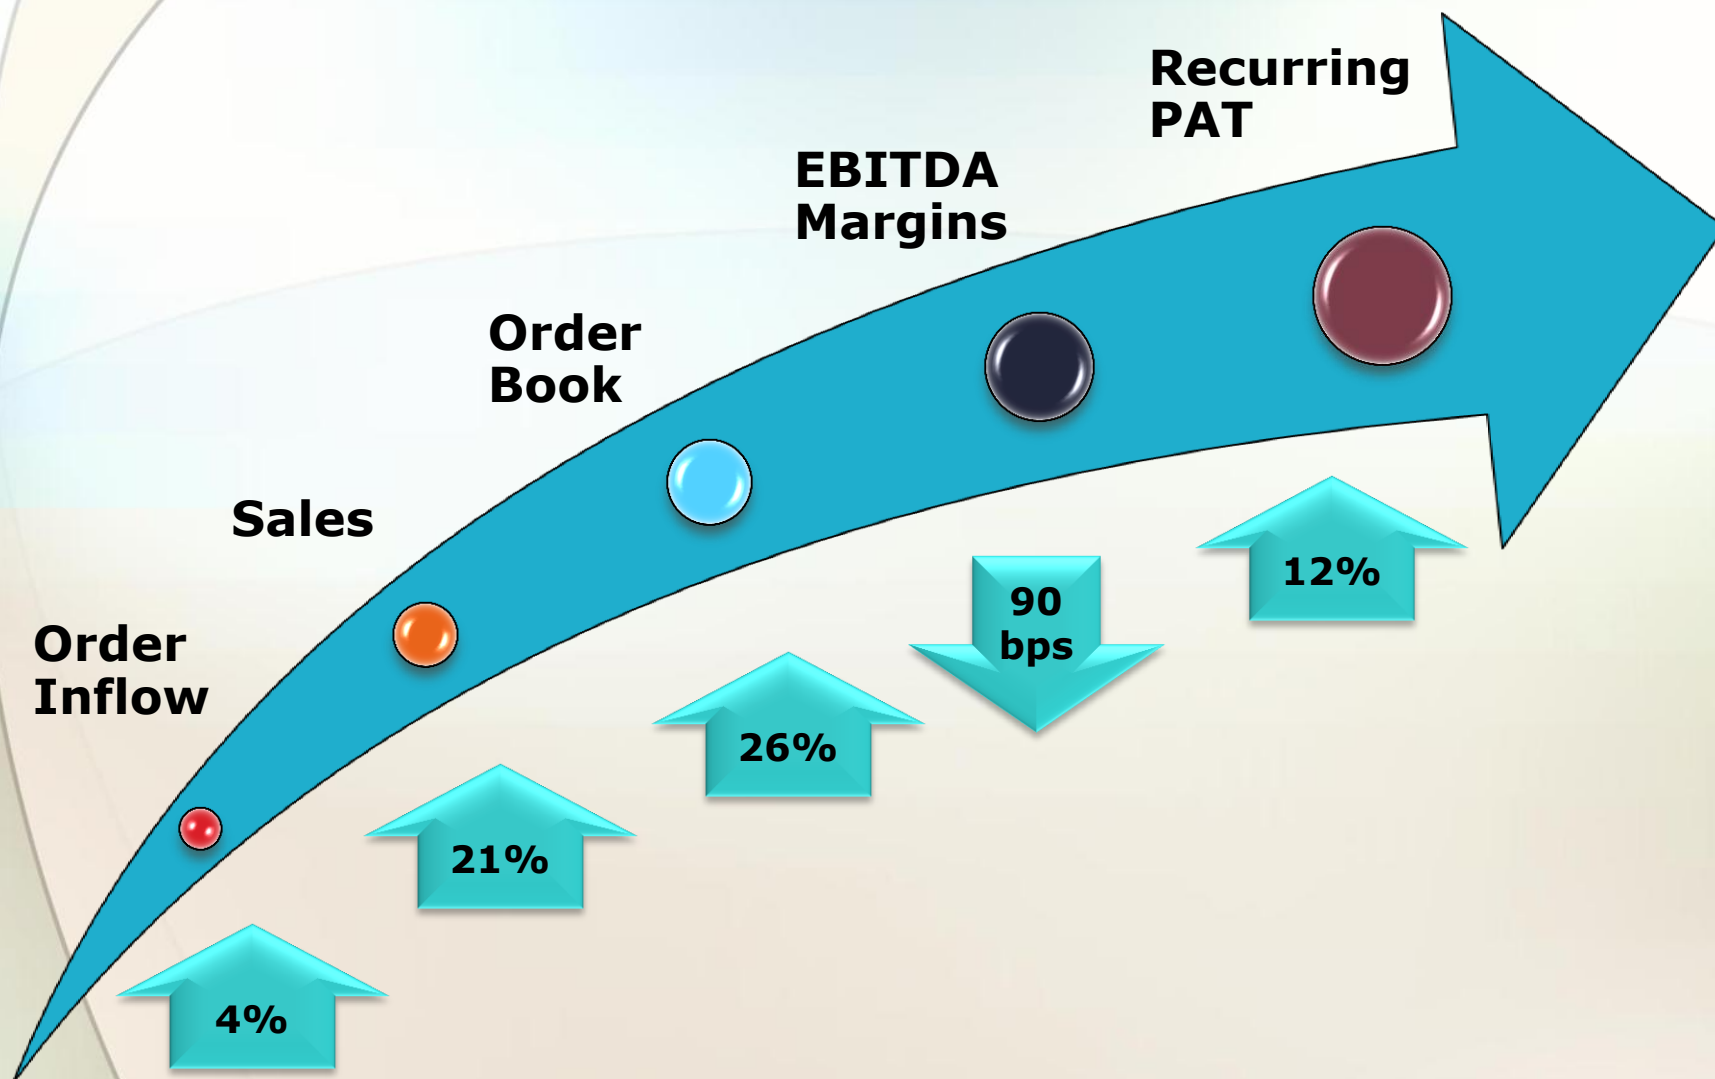 Recurring
PAT
EBITDA
Margins
Order
Book
Sales
Order
Inflow
12%
90
bps
26%
21%
4%